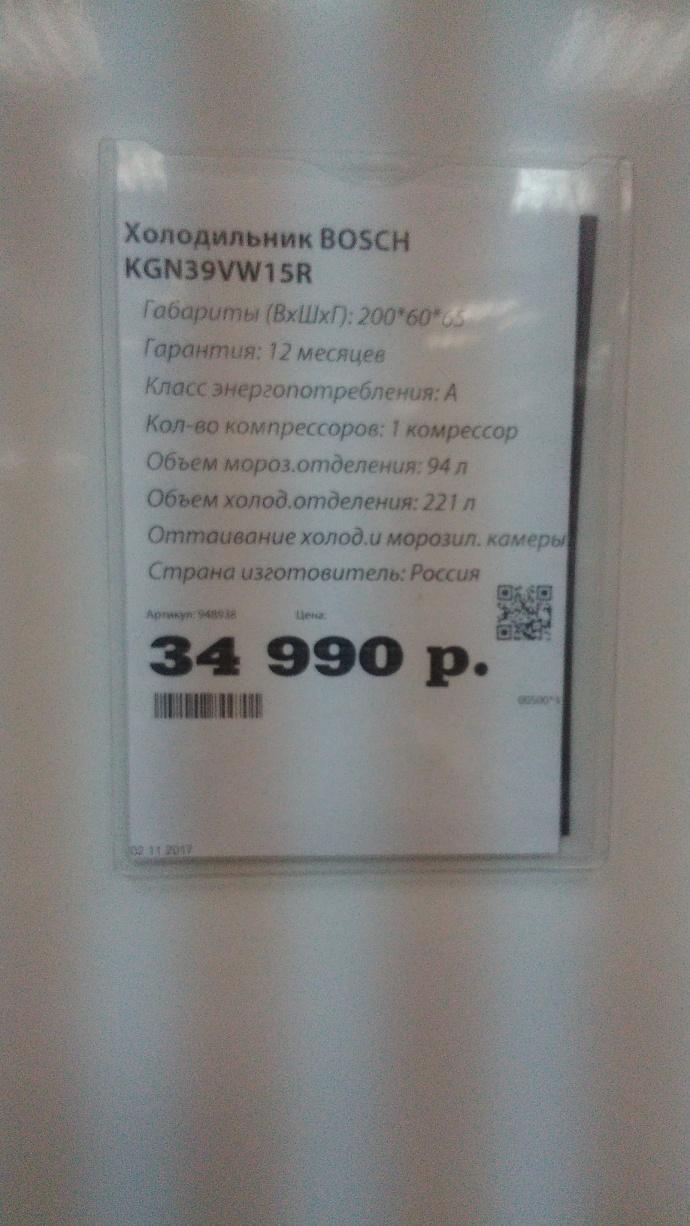 Холодильник BOSCH
KGN39VW15R
Габариты (ВхШхГ): 200*60*65
Гарантия: 12 месяцев
Класс энергопотребления: А
Кол-во компрессоров: 1 компрессор
Объем мороз.отделения: 94 л
Объем холод.отделения: 221 л
Оттаивание холод.и морозил. камеры
Страна изготовитель: Россия
Артикул: 948938 Цена:
34 990 р.
02 11 2017